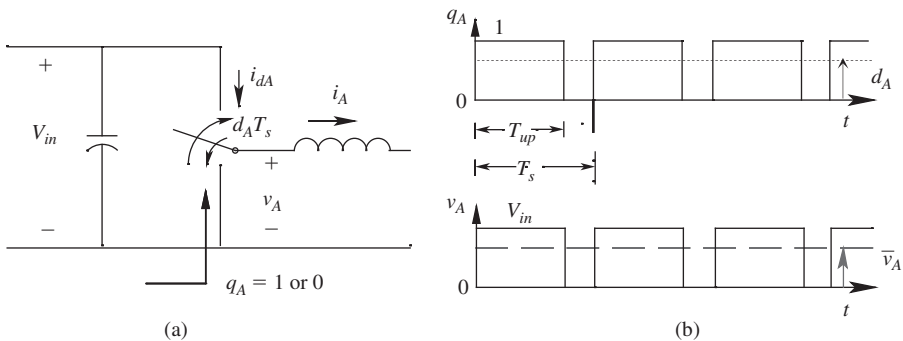 +
V_in
−
i_dA
d_A T_s
i_A
+
v_A
−
q_A = 1 or 0
(a)
q_A
1
0
d_A
t
T_up
T_s
v_A
V_in
0
v̅_A
t
(b)